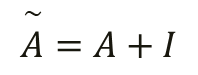 Ã = A + I